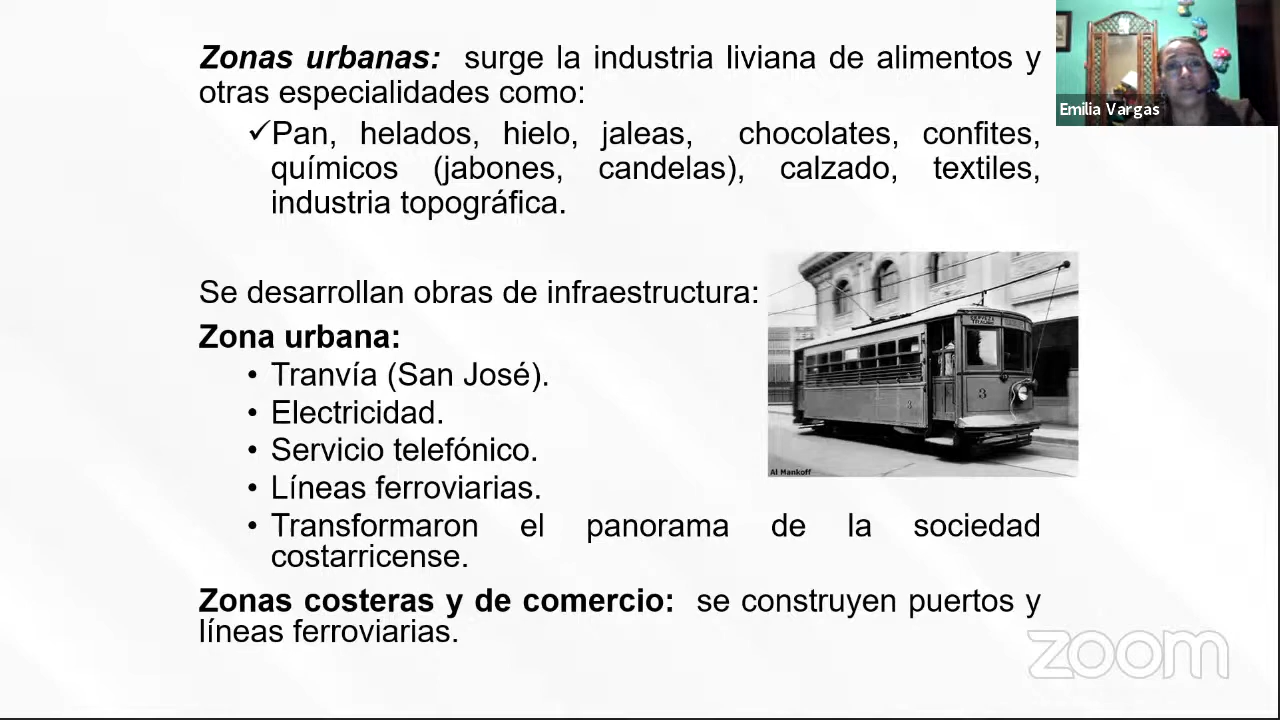 Zonas urbanas: surge la industria liviana de alimentos y
otras especialidades como:
✓Pan, helados, hielo, jaleas, chocolates, confites,
químicos (jabones, candelas), calzado, textiles,
industria topográfica.
Emilia Vargas
Se desarrollan obras de infraestructura:
Zona urbana:
• Tranvía (San José).
• Electricidad.
• Servicio telefónico.
• Líneas ferroviarias.
• Transformaron el panorama de la sociedad
costarricense.
3
3
Al Mankoff
Zonas costeras y de comercio: se construyen puertos y
líneas ferroviarias.
zoom